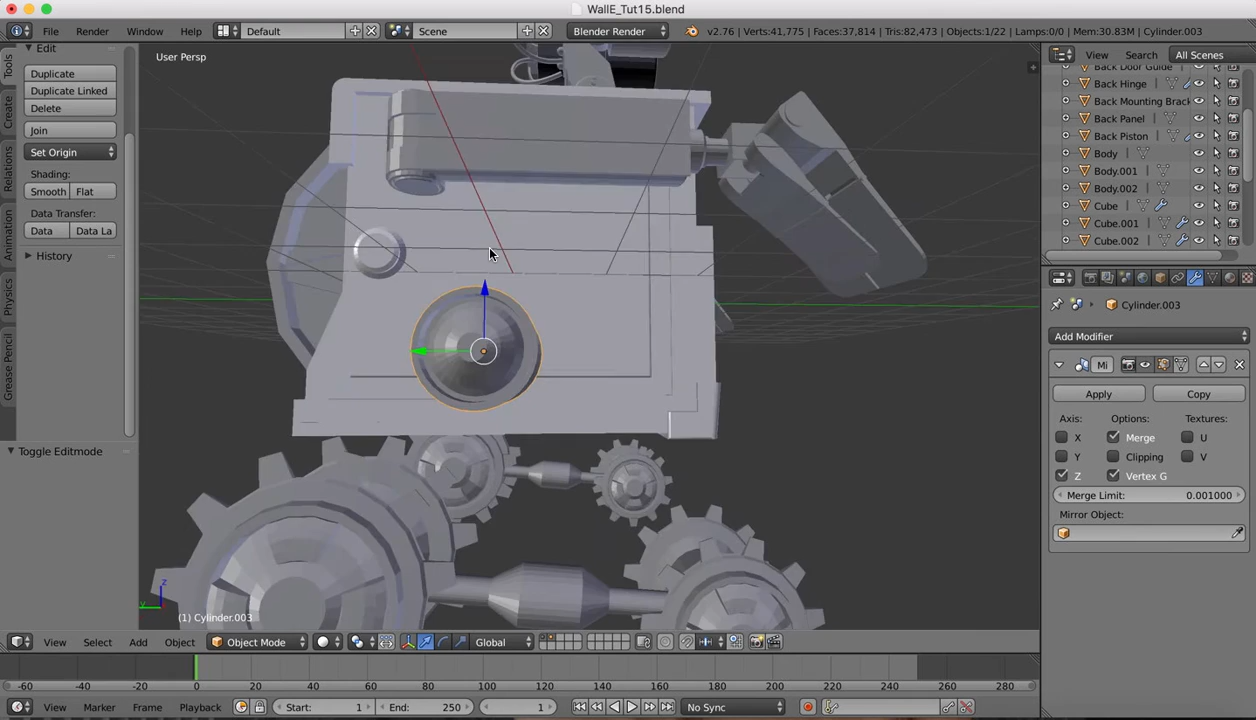 WallE_Tut15.blend
File Render Window Help Default Scene Blender Render v2.76 | Verts:41,775 | Faces:37,814 | Tris:82,473 | Objects:1/22 | Lamps:0/0 | Mem:30.83M | Cylinder.003
Tools
Create
Relations
Animation
Physics
Grease Pencil
Edit
Duplicate
Duplicate Linked
Delete
Join
Set Origin
Shading:
Smooth Flat
Data Transfer:
Data Data La
History
Toggle Editmode
User Persp
(1) Cylinder.003
z
y
View Select Add Object Object Mode Global
View Search All Scenes
Back Door Guide
Back Hinge
Back Mounting Brack
Back Panel
Back Piston
Body
Body.001
Body.002
Cube
Cube.001
Cube.002
Cylinder.003
Add Modifier
Mi
Apply Copy
Axis: Options: Textures:
X Merge U
Y Clipping V
Z Vertex G
Merge Limit: 0.001000
Mirror Object:
-60 -40 -20 0 20 40 60 80 100 120 140 160 180 200 220 240 260 280
View Marker Frame Playback Start: 1 End: 250 1 No Sync